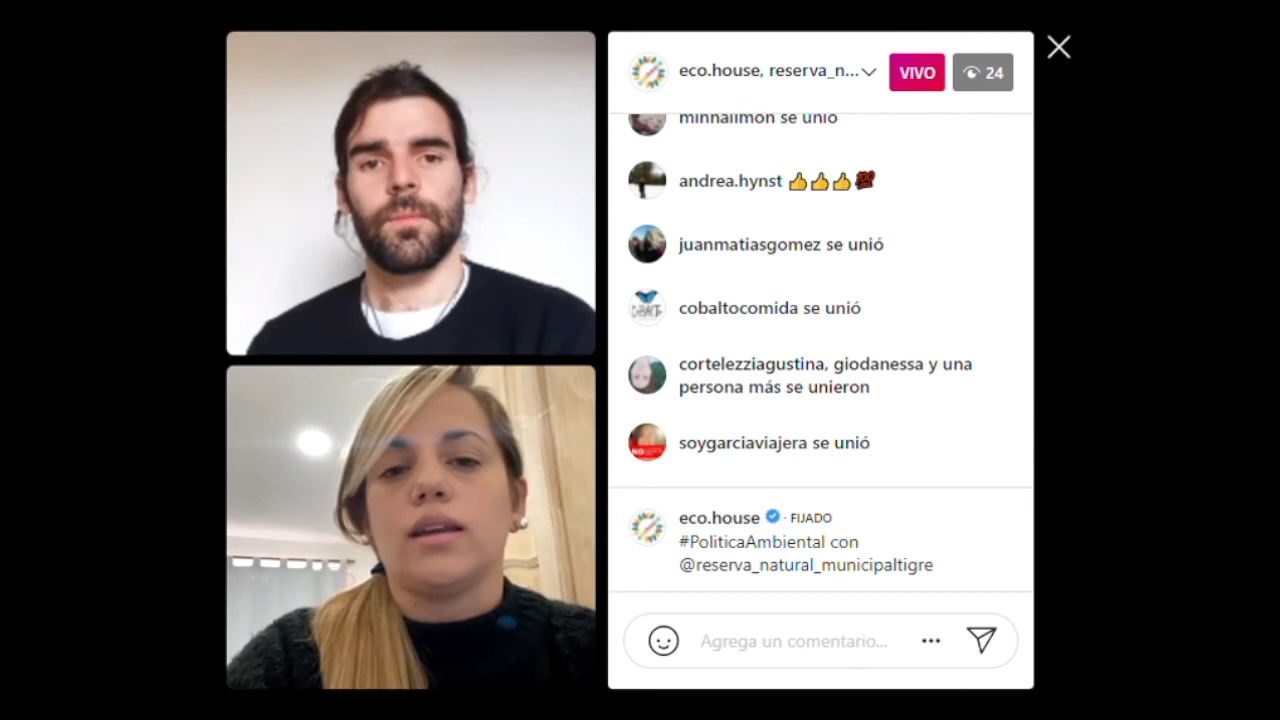 eco.house, reserva_n...
VIVO
24
minnalimon se unió
andrea.hynst 👍👍👍💯
juanmatiasgomez se unió
cobaltocomida se unió
cortelezziagustina, giodanessa y una
persona más se unieron
soygarciaviajera se unió
eco.house · FIJADO
#PoliticaAmbiental con
@reserva_natural_municipaltigre
Agrega un comentario...